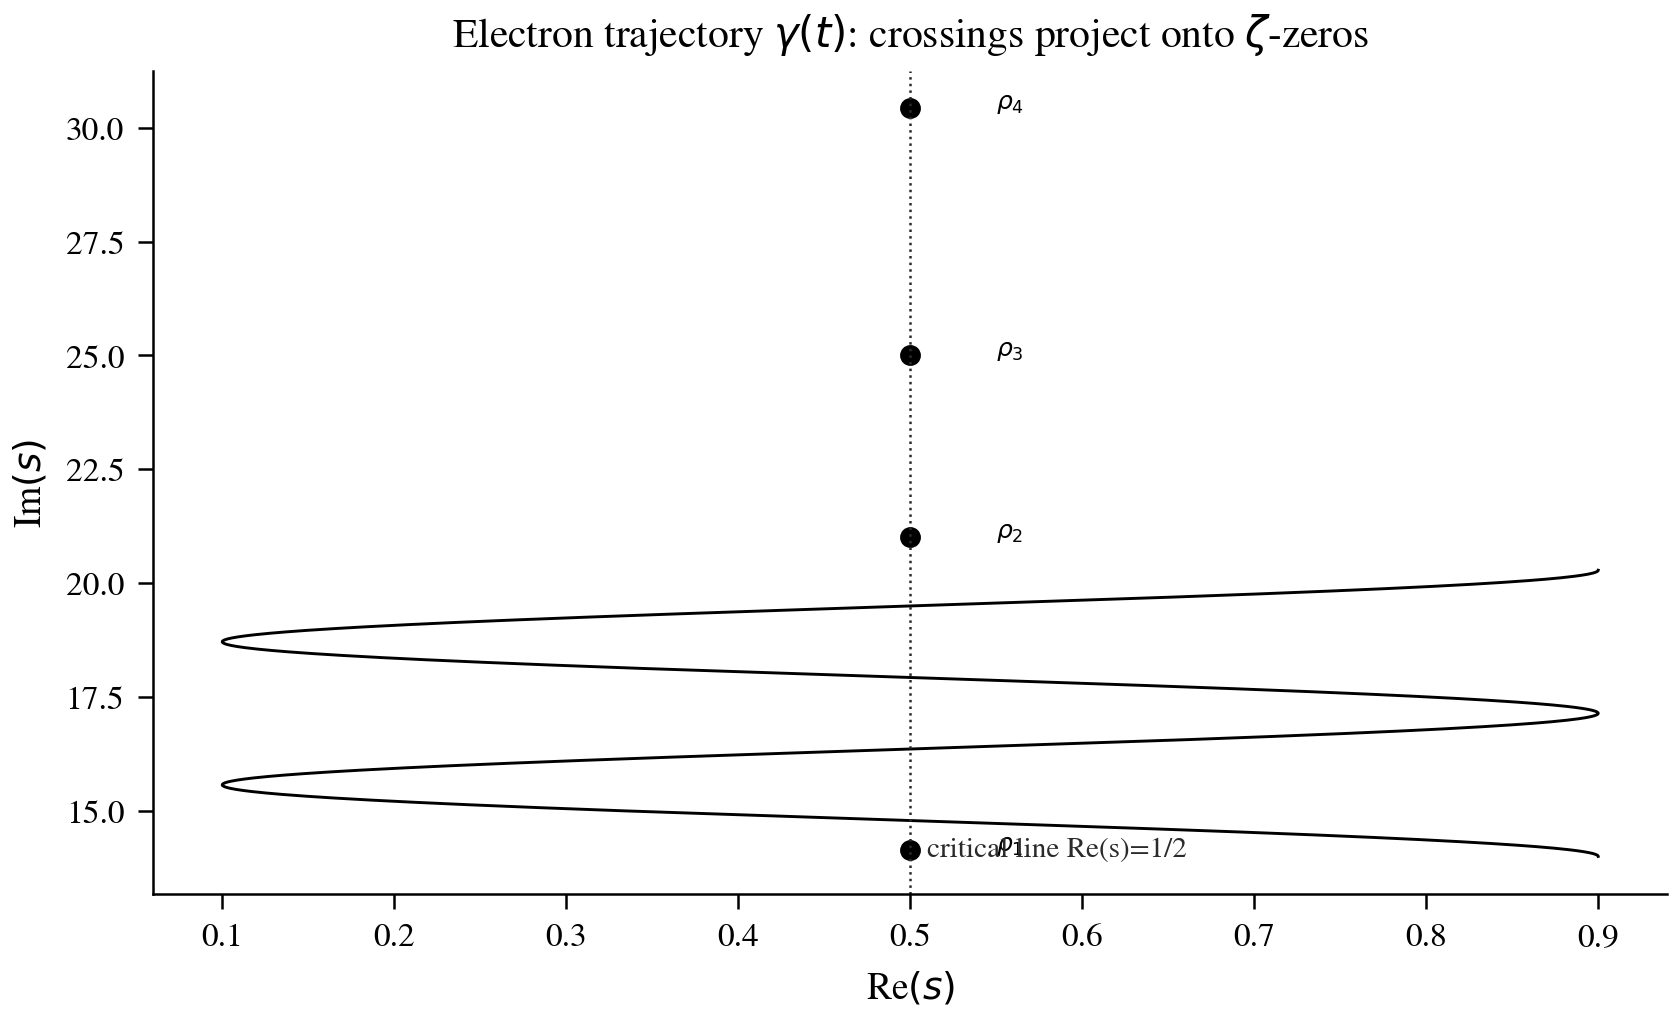 Electron trajectory γ(t): crossings project onto ζ-zeros
30.0
27.5
25.0
22.5
20.0
17.5
15.0
Im(s)
ρ4
ρ3
ρ2
ρ1
critical line Re(s)=1/2
0.1 0.2 0.3 0.4 0.5 0.6 0.7 0.8 0.9
Re(s)